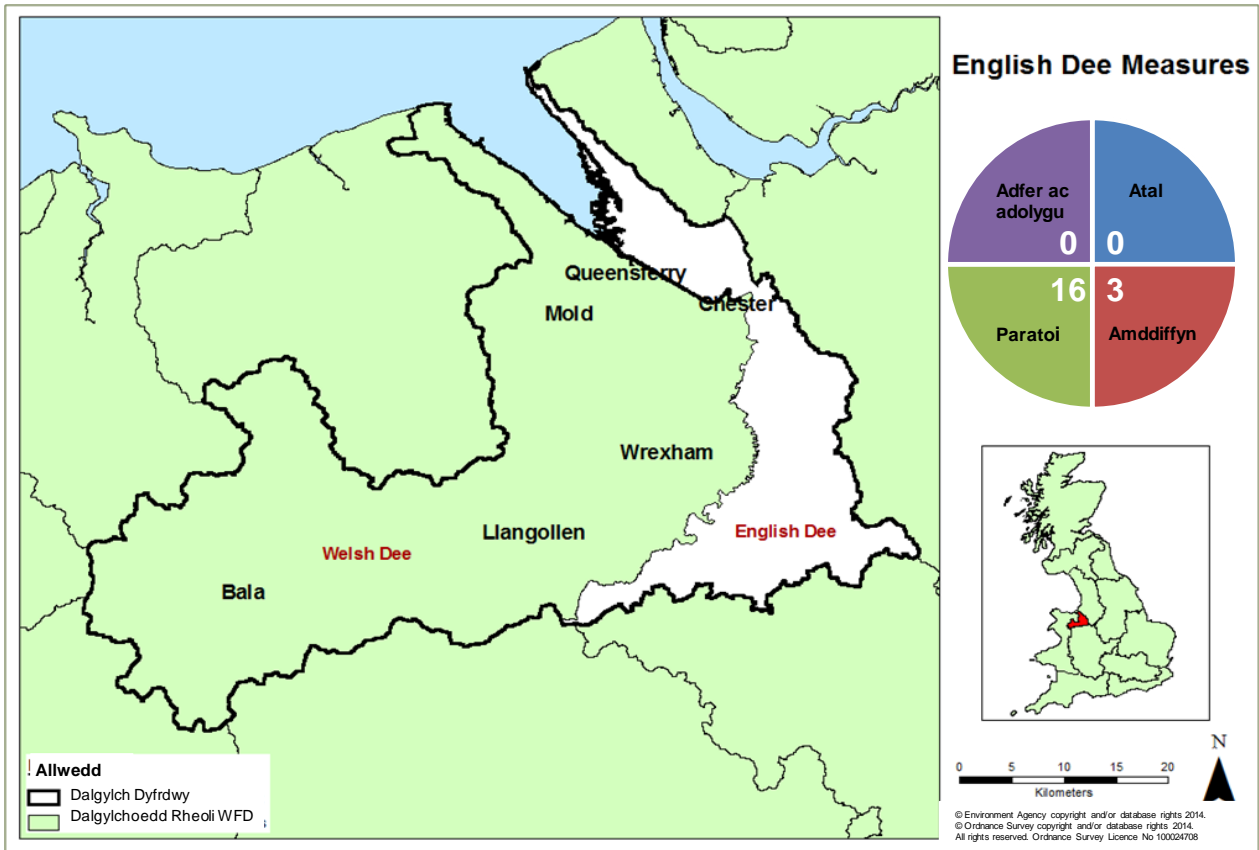 English Dee Measures
Adfer ac
adolygu
0
Atal
0
16
Paratoi
3
Amddiffyn
Queensferry
Chester
Mold
Wrexham
Llangollen
English Dee
Welsh Dee
Bala
! Allwedd
Dalgylch Dyfrdwy
Dalgylchoedd Rheoli WFD s
N
0 5 10 15 20
Kilometers
© Environment Agency copyright and/or database rights 2014.
© Ordnance Survey copyright and/or database rights 2014.
All rights reserved. Ordnance Survey Licence No 100024708